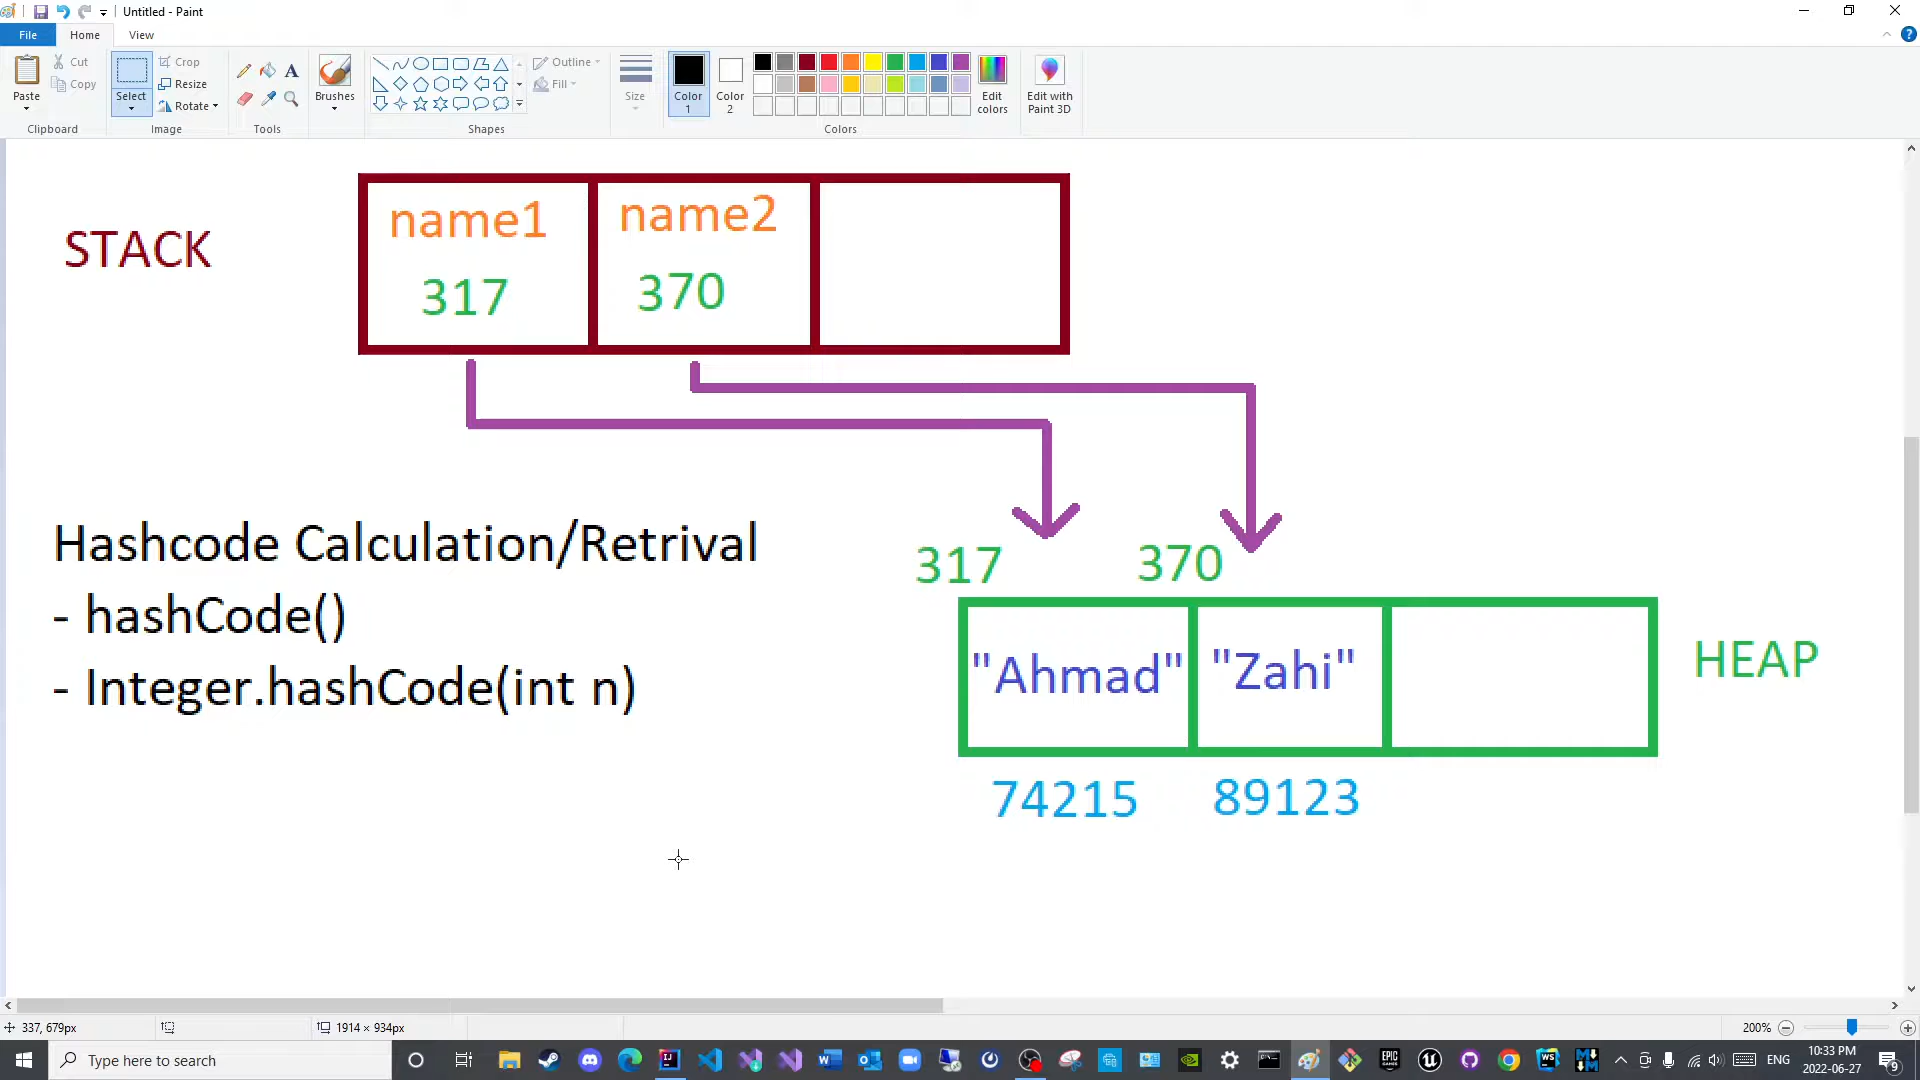 Untitled - Paint
File Home View
Paste
Cut
Copy
Clipboard
Select
Crop
Resize
Rotate
Image
Tools
Brushes
Shapes
Outline
Fill
Size
Color 1
Color 2
Edit colors
Colors
Edit with Paint 3D
STACK
name1
317
name2
370
Hashcode Calculation/Retrival
- hashCode()
- Integer.hashCode(int n)
317
370
"Ahmad"
"Zahi"
HEAP
74215
89123
337, 679px
1914 × 934px
200%
Type here to search
ENG
10:33 PM
2022-06-27
9